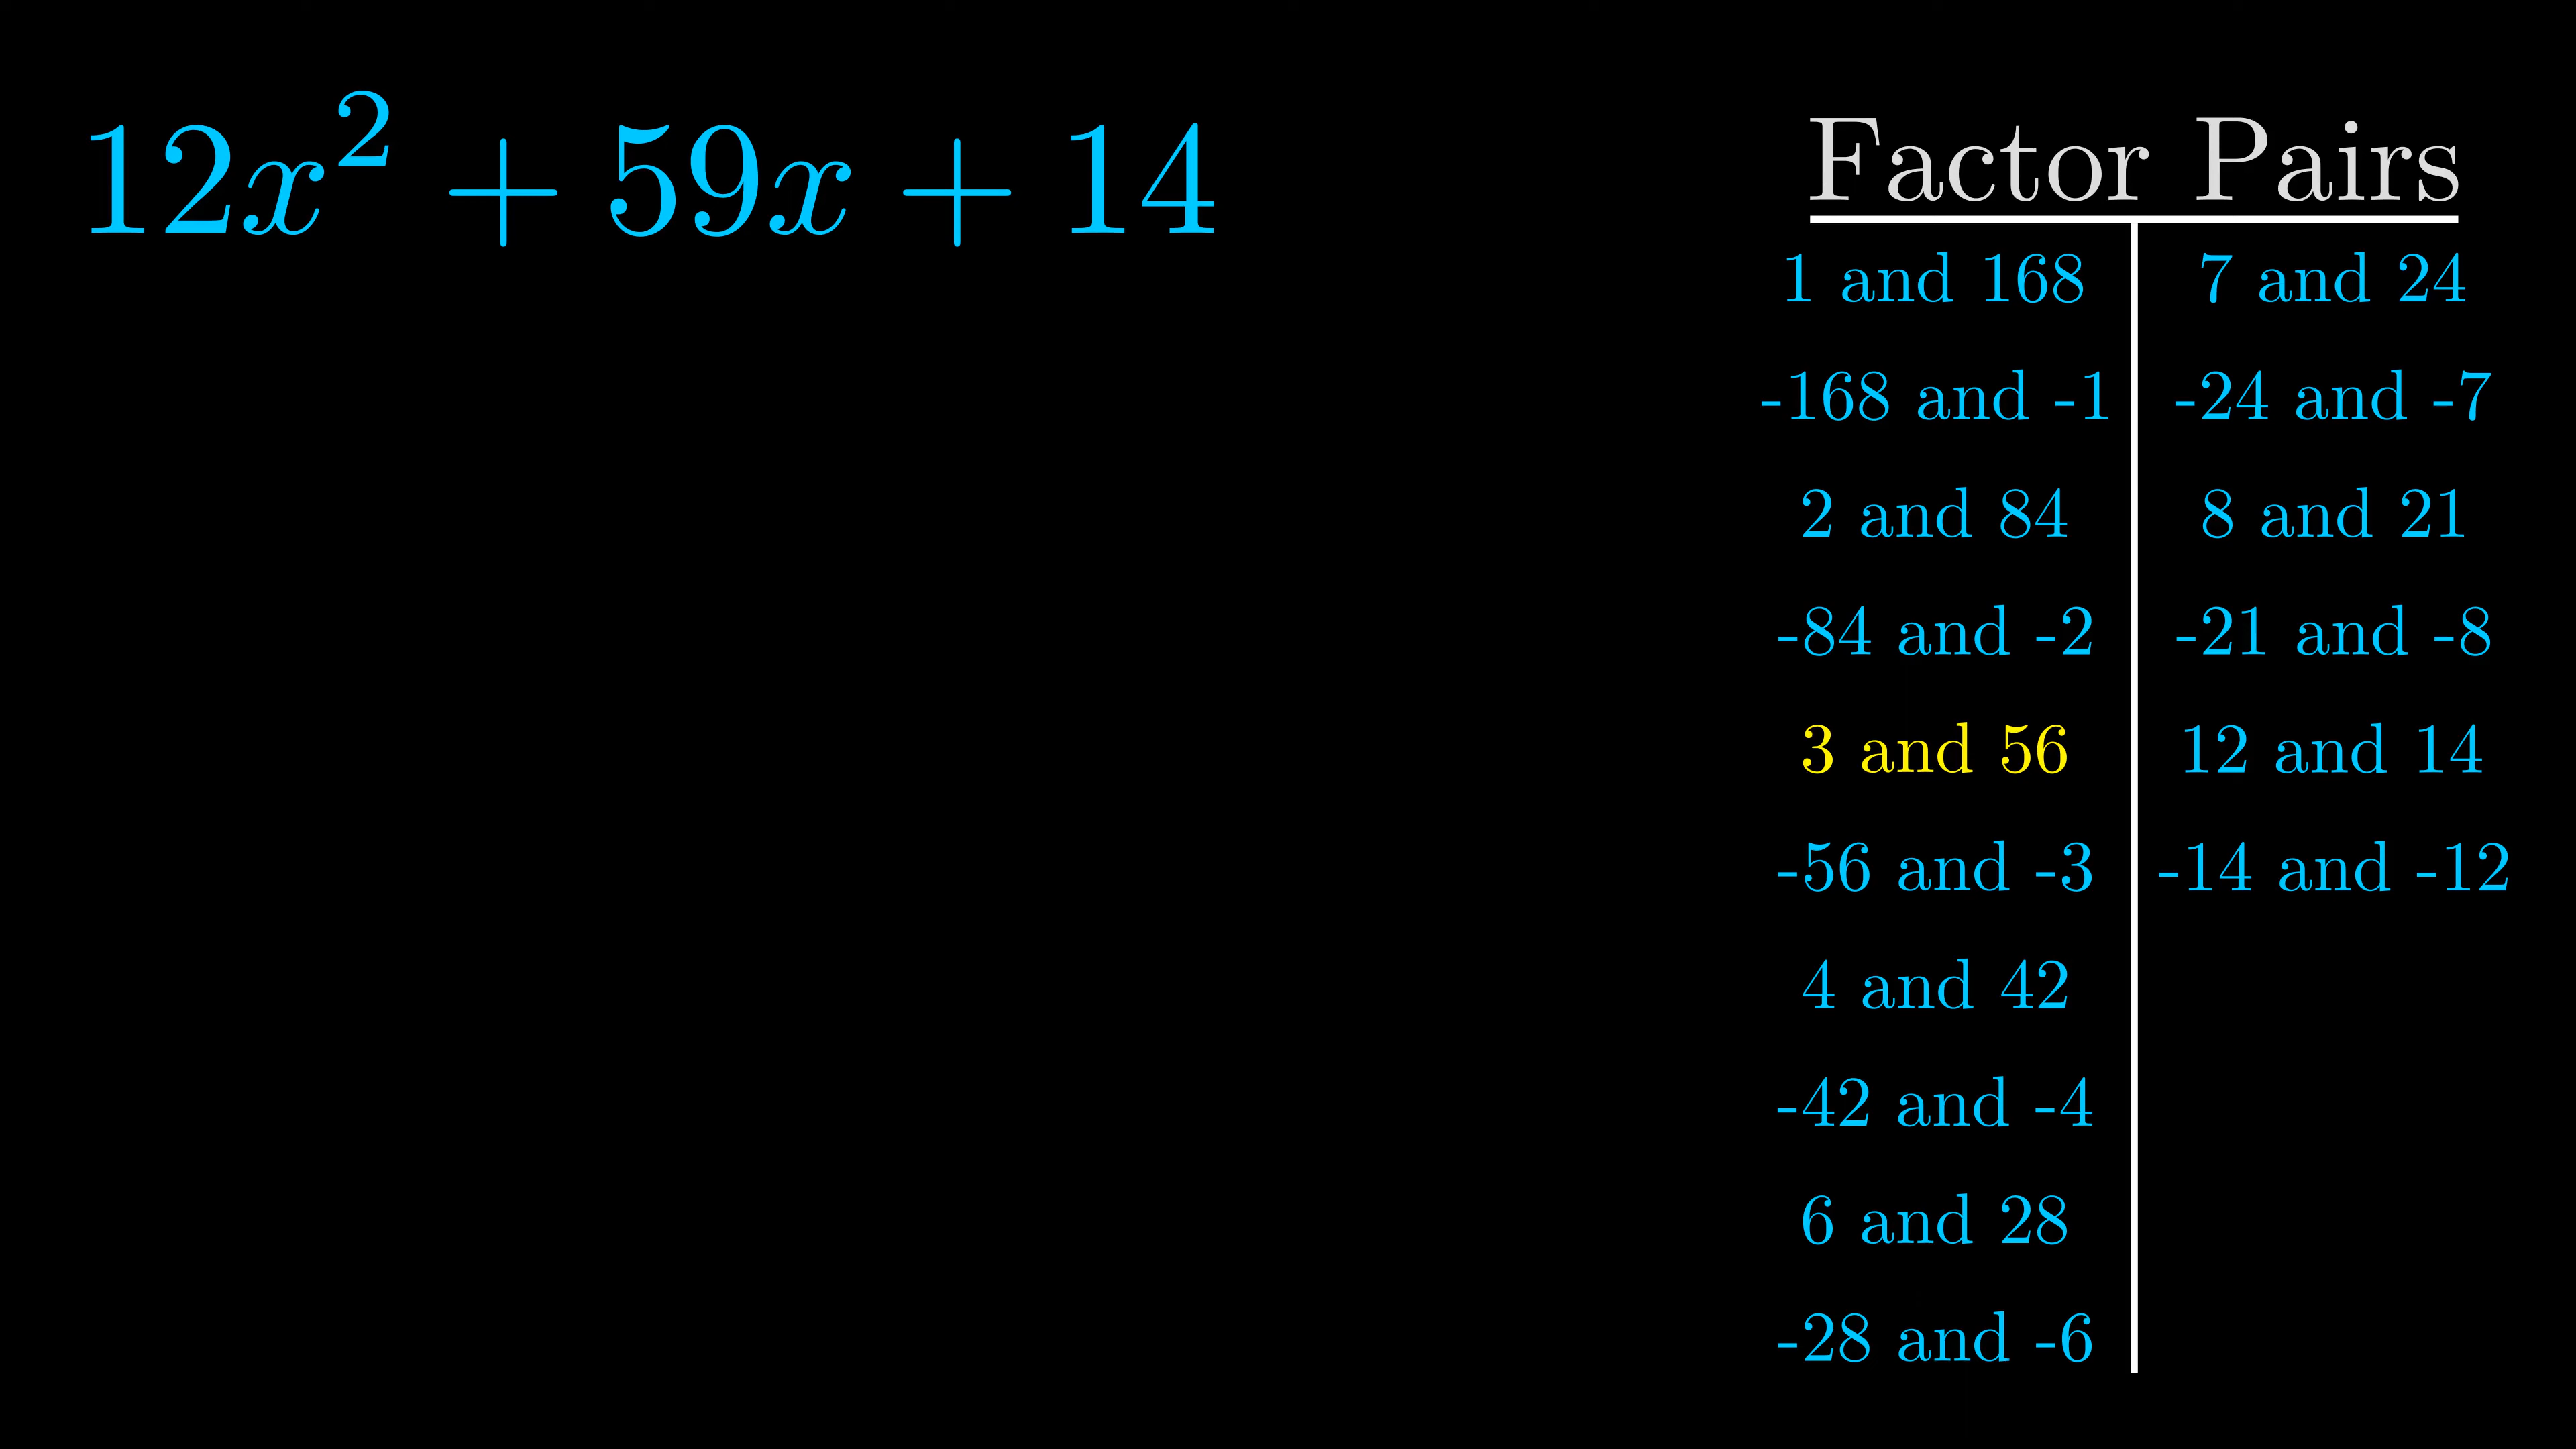 12x² + 59x + 14
Factor Pairs
1 and 168
-168 and -1
2 and 84
-84 and -2
3 and 56
-56 and -3
4 and 42
-42 and -4
6 and 28
-28 and -6
7 and 24
-24 and -7
8 and 21
-21 and -8
12 and 14
-14 and -12